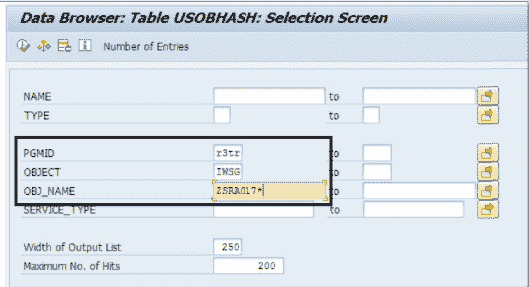 Data Browser: Table USOBHASH: Selection Screen
Number of Entries
NAME to
TYPE to
PGMID r3tr to
OBJECT IWSG to
OBJ_NAME ZSRA017* to
SERVICE_TYPE to
Width of Output List 250
Maximum No. of Hits 200